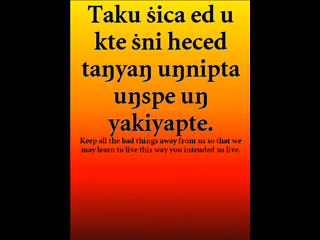 Taku ṡica ed u
kte ṡni heced
taŋyaŋ uŋnipta
uŋspe uŋ
yakiyapte.
Keep all the bad things away from us so that we
may learn to live this way you intended us live.